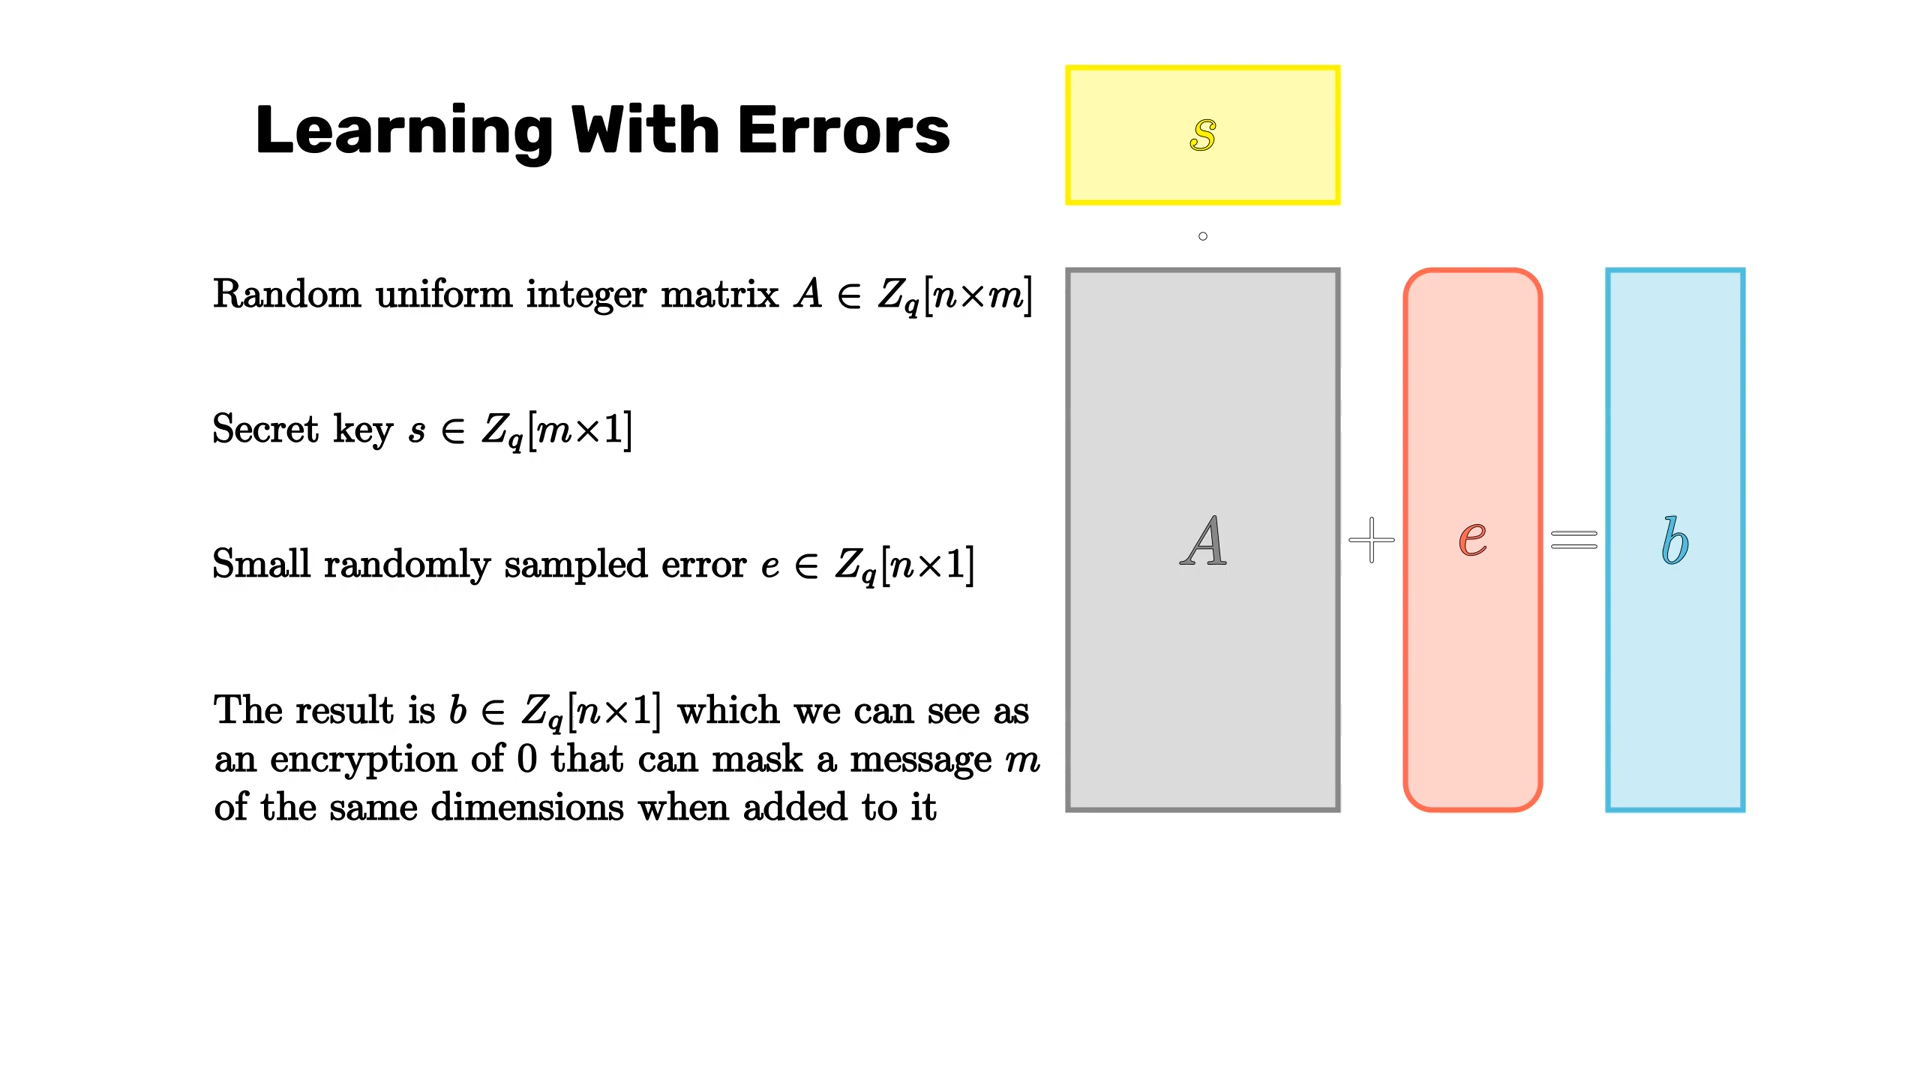 Learning With Errors
Random uniform integer matrix A ∈ Z_q[n×m]
Secret key s ∈ Z_q[m×1]
Small randomly sampled error e ∈ Z_q[n×1]
The result is b ∈ Z_q[n×1] which we can see as
an encryption of 0 that can mask a message m
of the same dimensions when added to it
s
∘
A + e = b